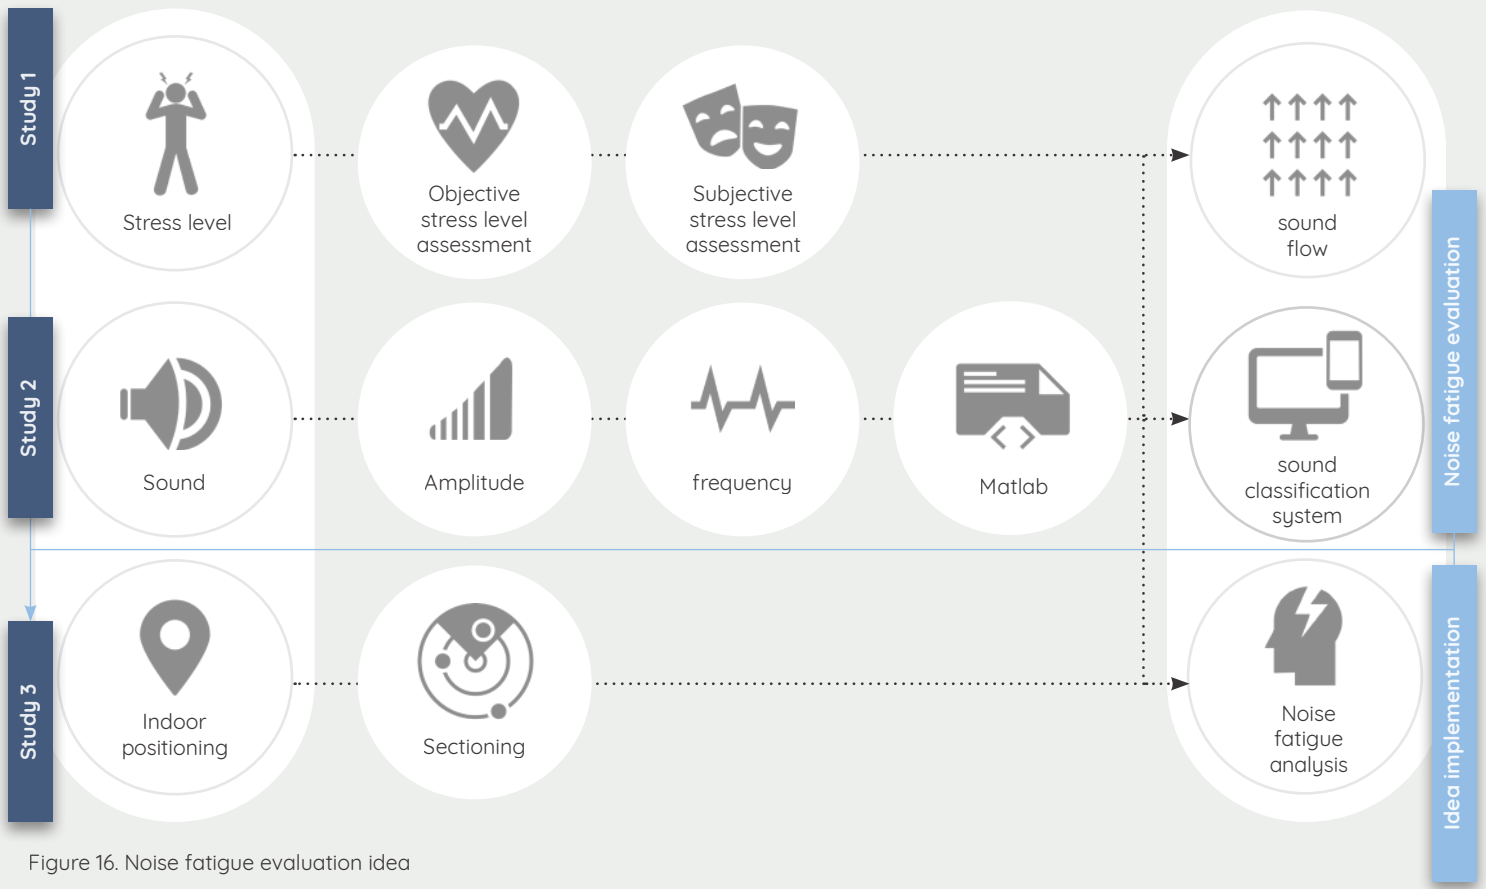 Study 1
Stress level
Objective
stress level
assessment
Subjective
stress level
assessment
sound
flow
Noise fatigue evaluation
Study 2
Sound
Amplitude
frequency
Matlab
sound
classification
system
Study 3
Indoor
positioning
Sectioning
Noise
fatigue
analysis
Idea implementation
Figure 16. Noise fatigue evaluation idea